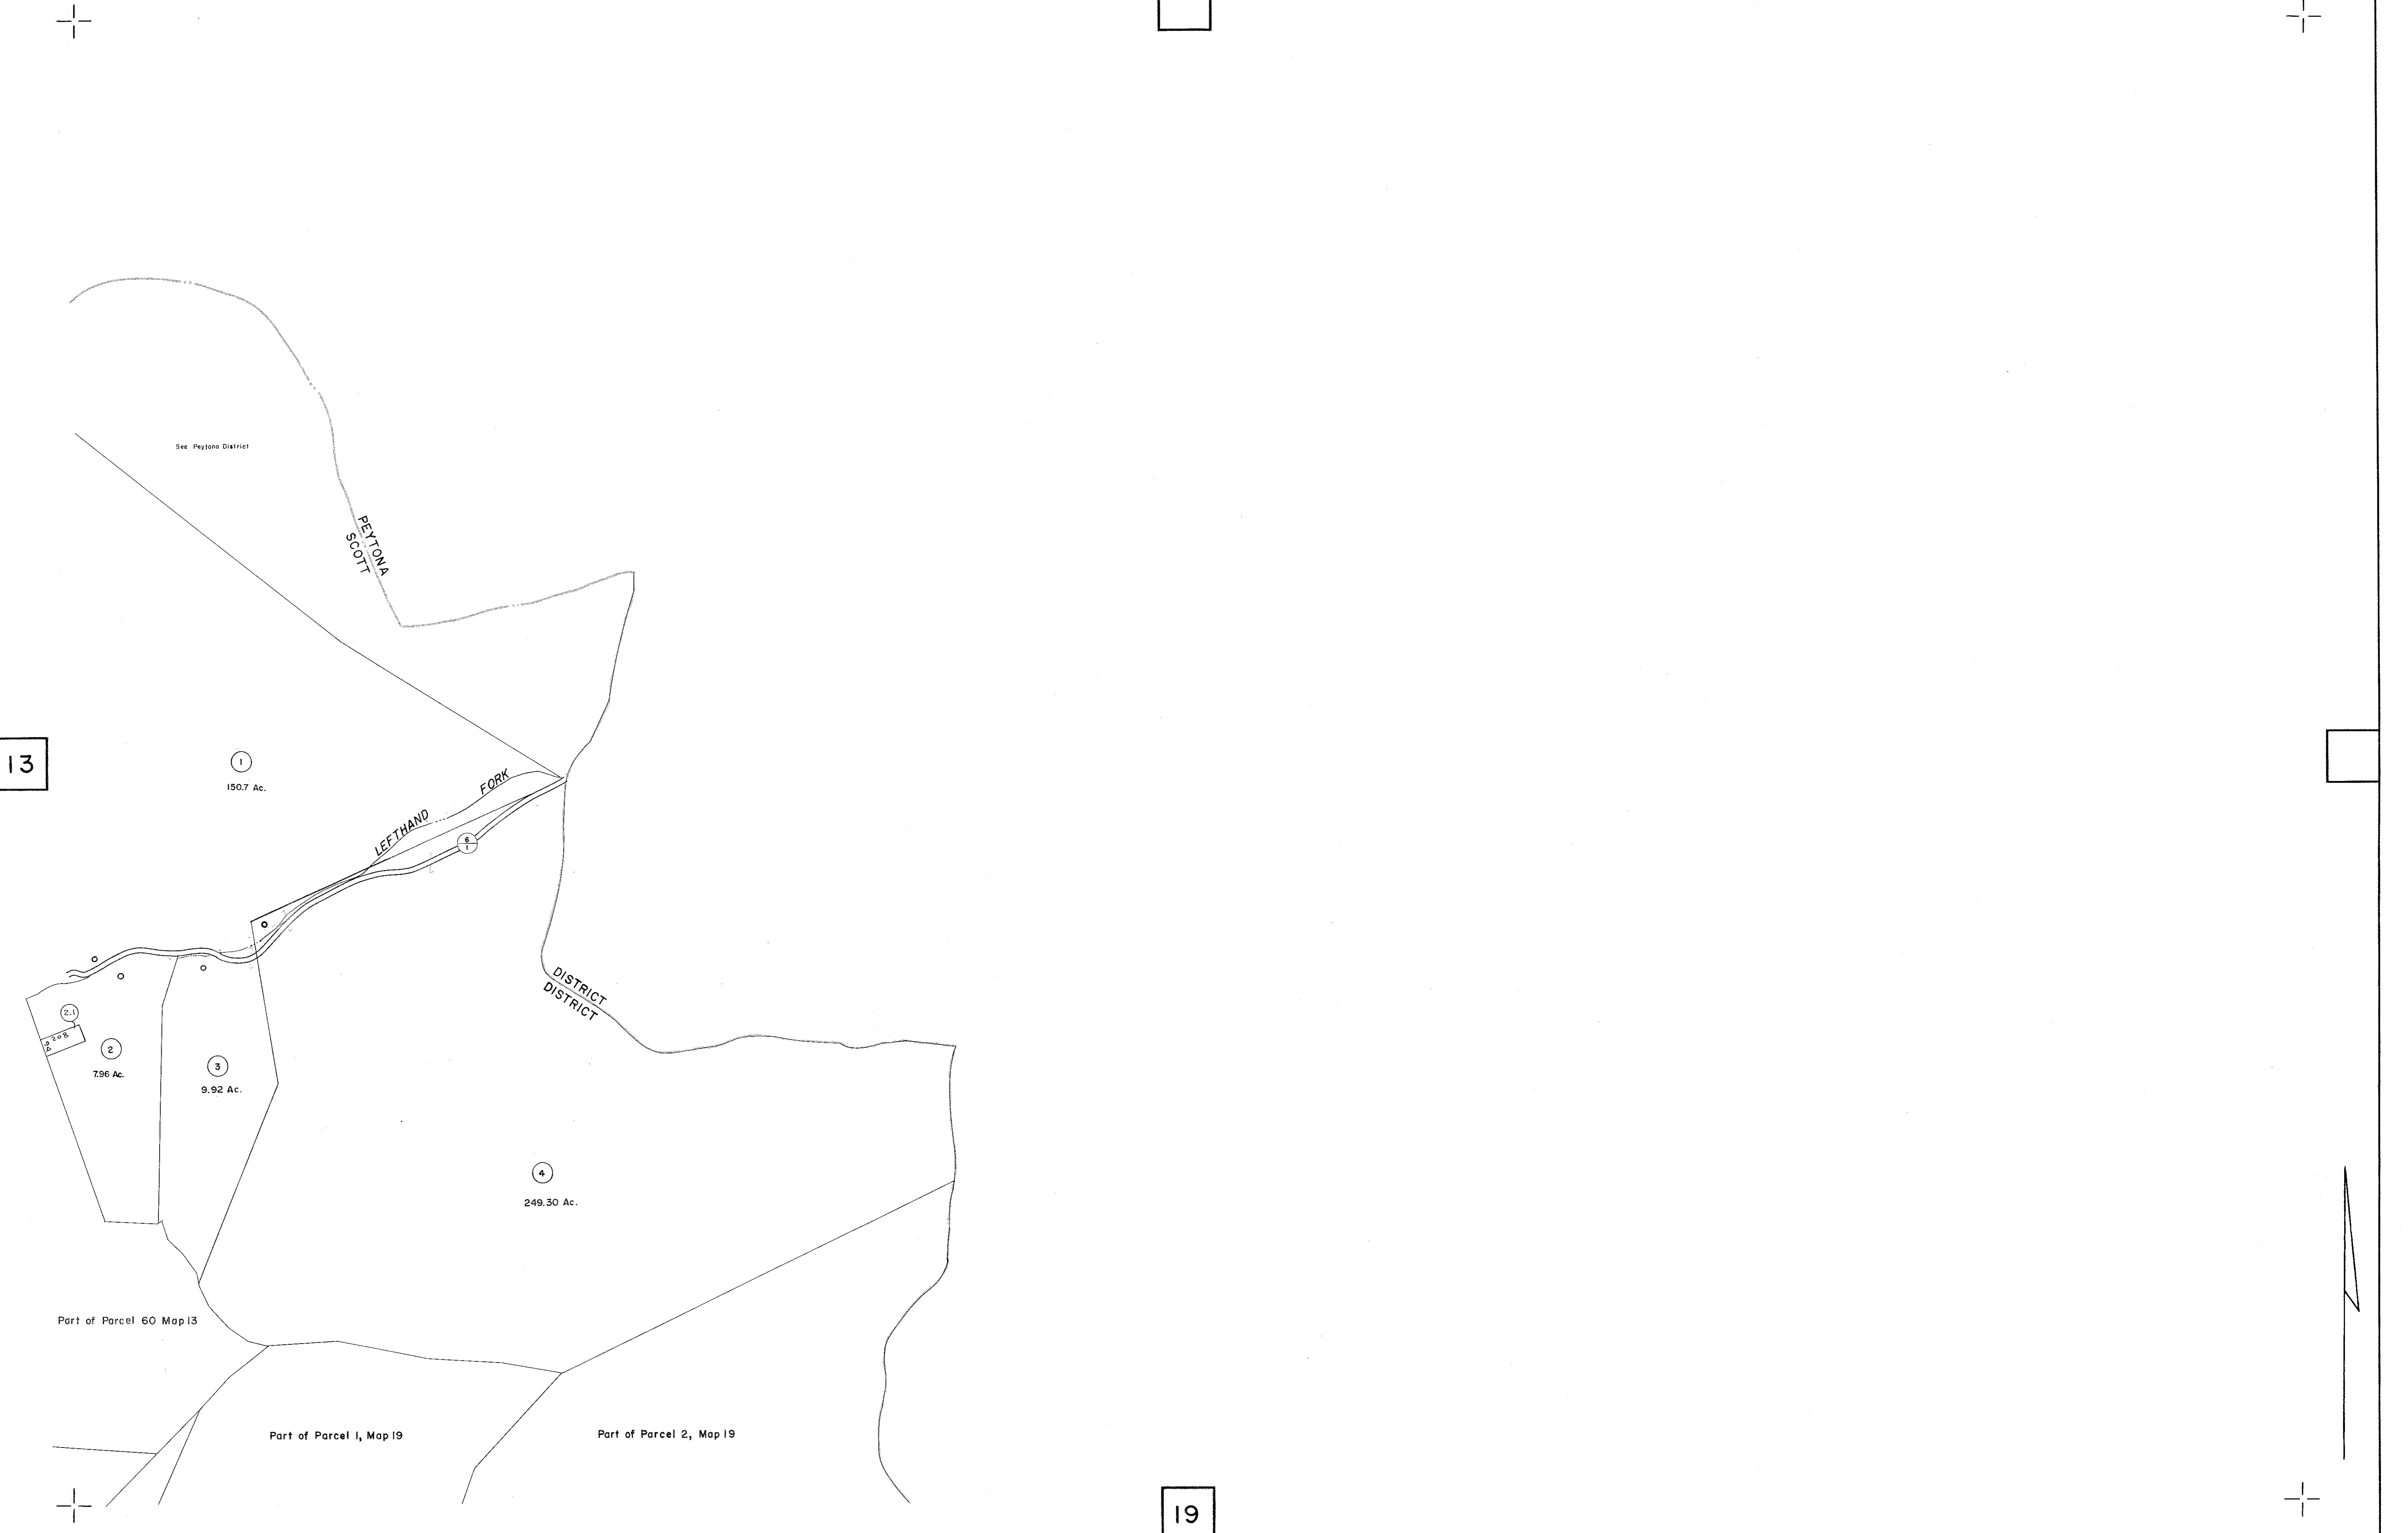 See Peytona District
PEYTONA
SCOTT
13
1
150.7 Ac.
LEFTHAND FORK
6
1
DISTRICT
DISTRICT
2.1
208
94
2
7.96 Ac.
3
9.92 Ac.
4
249.30 Ac.
Part of Parcel 60 Map 13
Part of Parcel 1, Map 19
Part of Parcel 2, Map 19
19